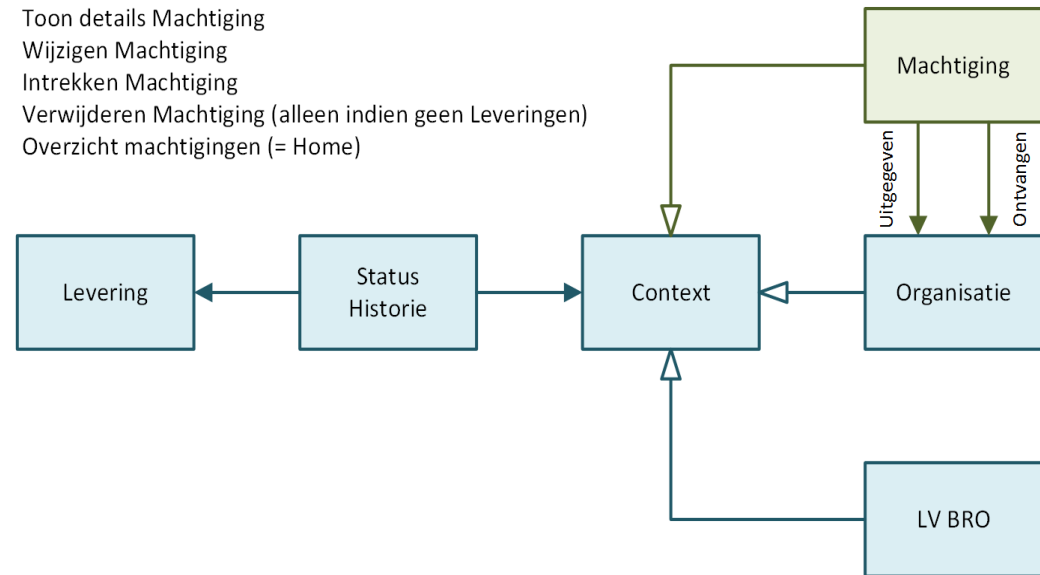 Toon details Machtiging
Wijzigen Machtiging
Intrekken Machtiging
Verwijderen Machtiging (alleen indien geen Leveringen)
Overzicht machtigingen (= Home)
Machtiging
Uitgegeven
Ontvangen
Levering
Status
Historie
Context
Organisatie
LV BRO